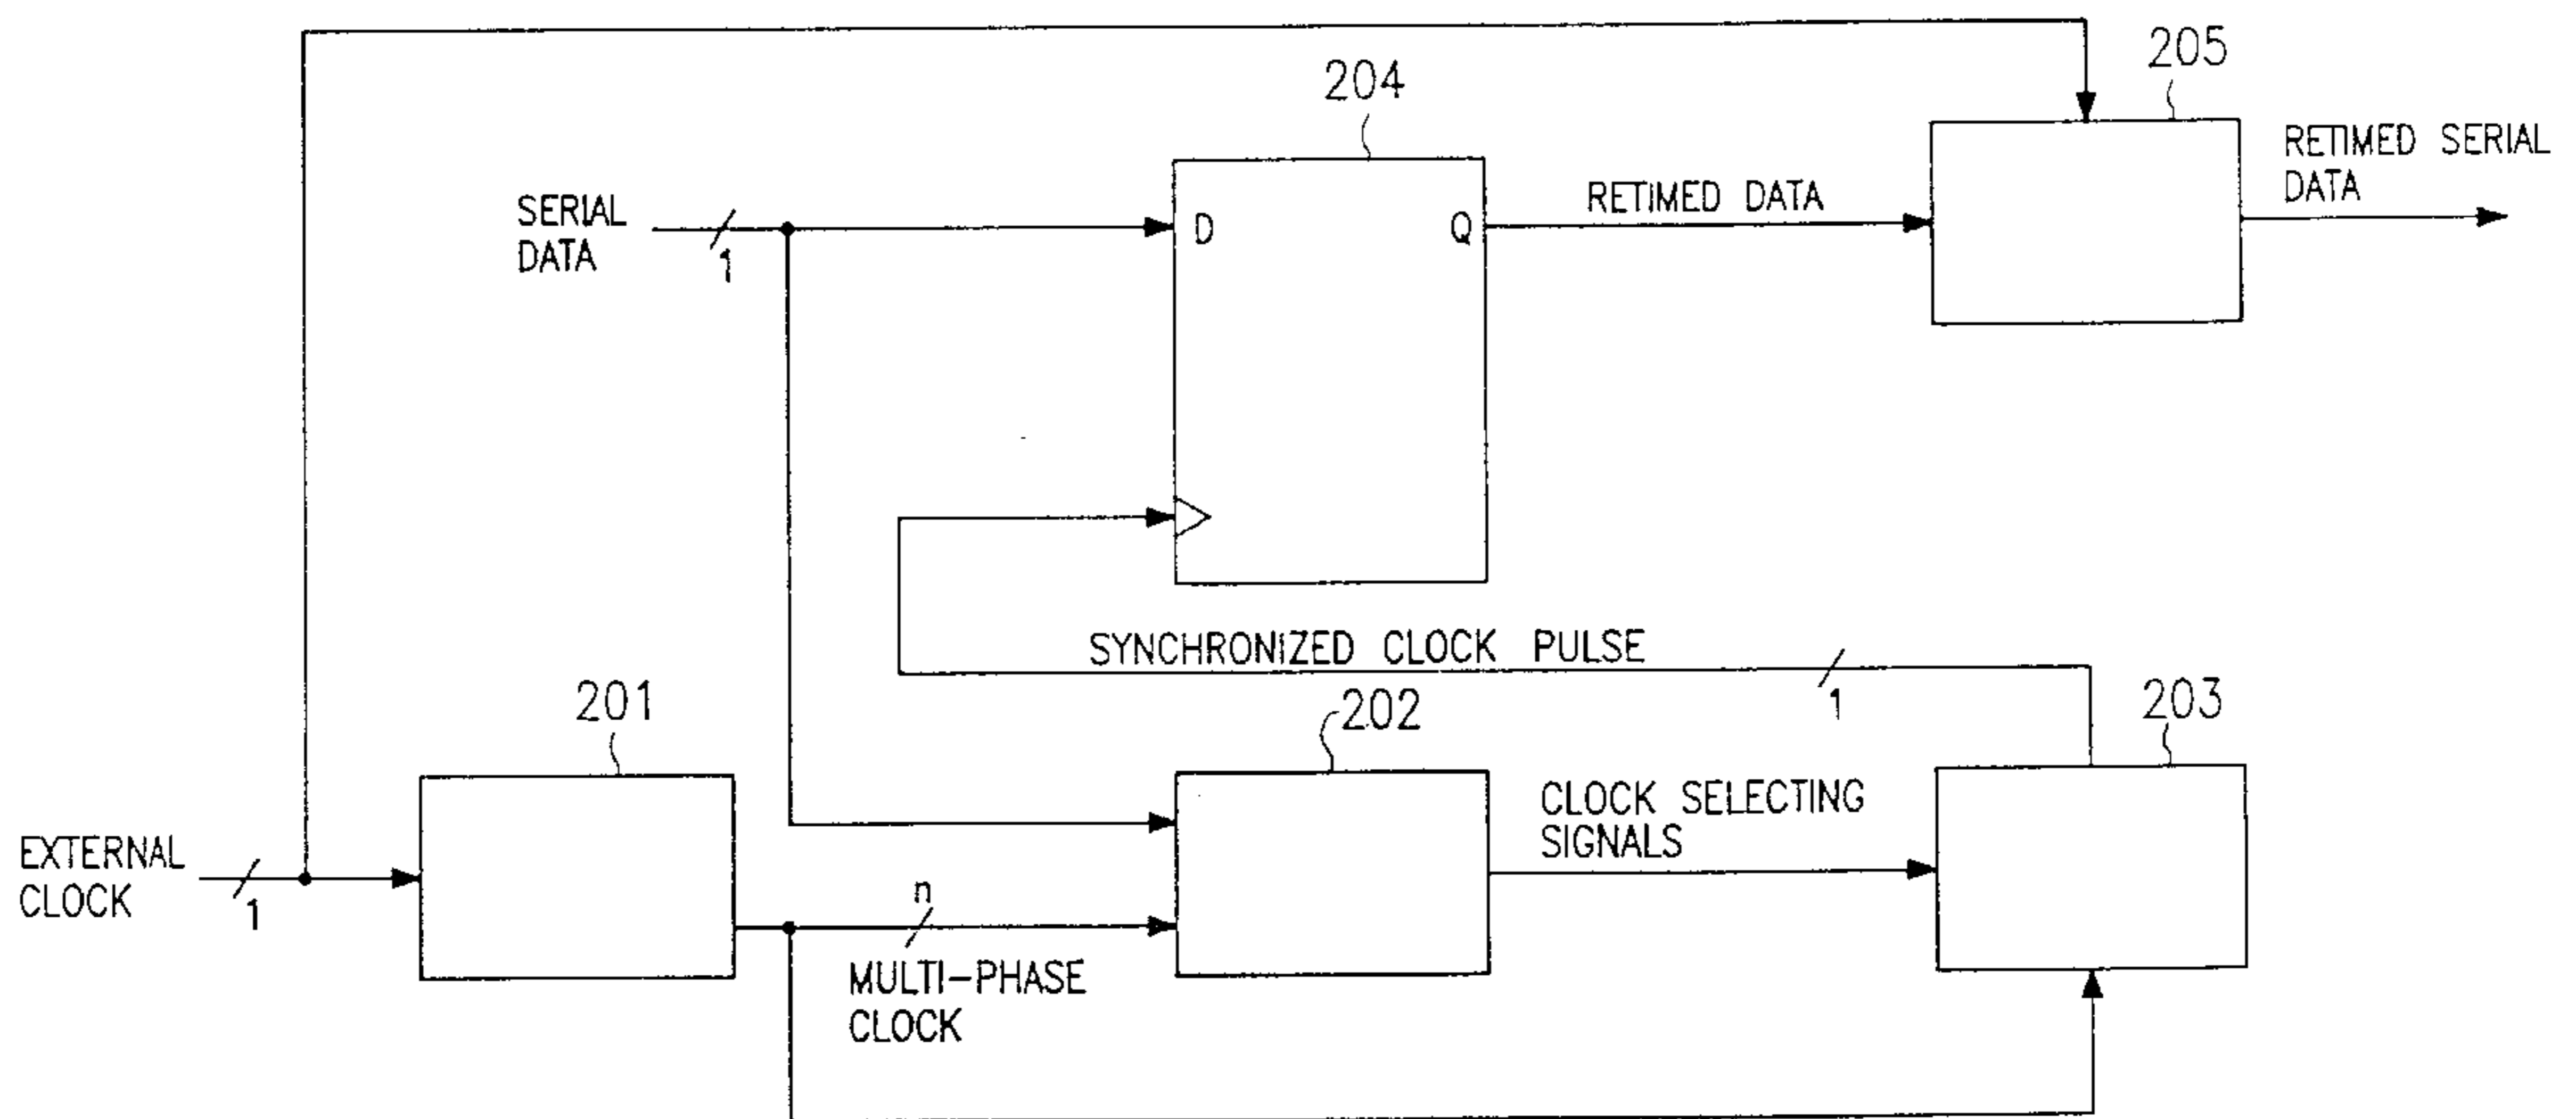 205
204
RETIMED SERIAL
DATA
SERIAL
DATA
1
D
Q
RETIMED DATA
SYNCHRONIZED CLOCK PULSE
1
201
202
203
EXTERNAL
CLOCK
1
n
MULTI-PHASE
CLOCK
CLOCK SELECTING
SIGNALS